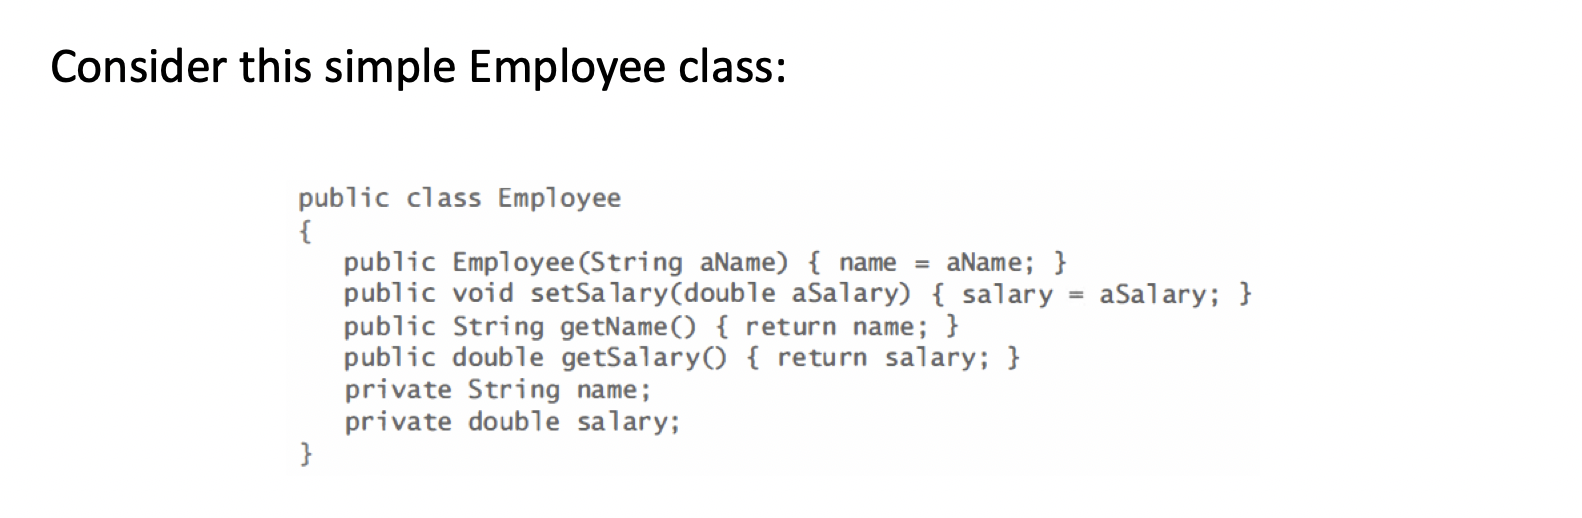 Consider this simple Employee class:
public class Employee
{
public Employee(String aName) { name = aName; }
public void setSalary(double aSalary) { salary = aSalary; }
public String getName() { return name; }
public double getSalary() { return salary; }
private String name;
private double salary;
}